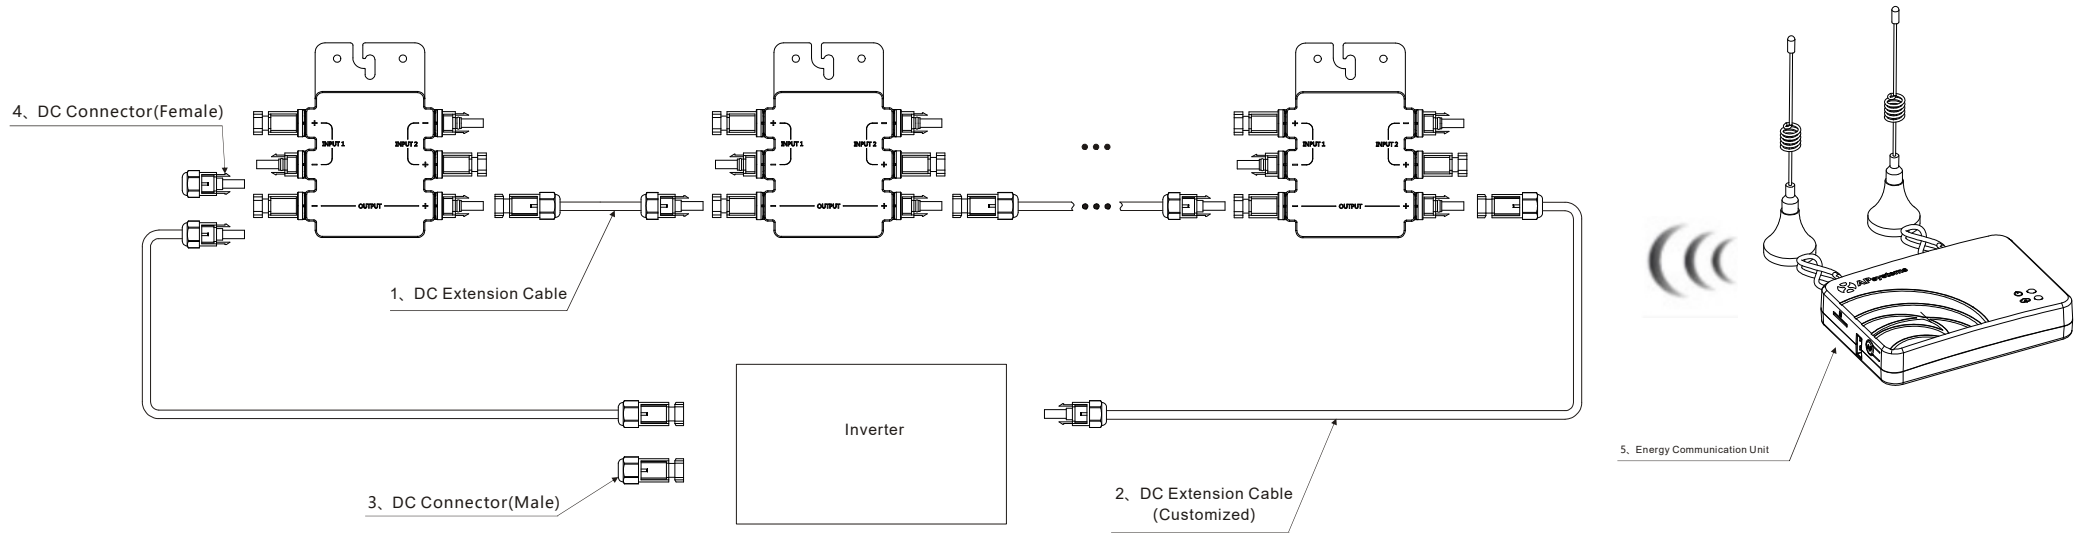 4、DC Connector(Female)
+ − INPUT 1 INPUT 2 − + 
− OUTPUT +
+ − INPUT 1 INPUT 2 − +
− OUTPUT +
+ − INPUT 1 INPUT 2 − +
− OUTPUT +
1、DC Extension Cable
APsystems
Inverter
3、DC Connector(Male)
2、DC Extension Cable
(Customized)
5、Energy Communication Unit